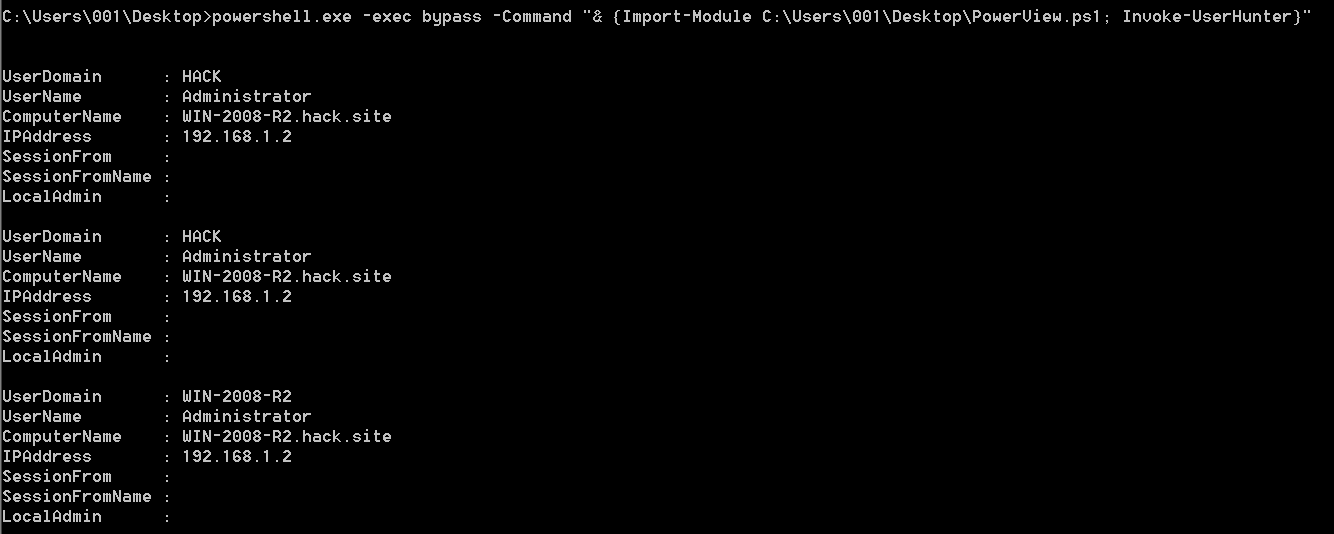 C:\Users\001\Desktop>powershell.exe -exec bypass -Command "& {Import-Module C:\Users\001\Desktop\PowerView.ps1; Invoke-UserHunter}"
UserDomain      : HACK
UserName        : Administrator
ComputerName    : WIN-2008-R2.hack.site
IPAddress       : 192.168.1.2
SessionFrom     :
SessionFromName :
LocalAdmin      :
UserDomain      : HACK
UserName        : Administrator
ComputerName    : WIN-2008-R2.hack.site
IPAddress       : 192.168.1.2
SessionFrom     :
SessionFromName :
LocalAdmin      :
UserDomain      : WIN-2008-R2
UserName        : Administrator
ComputerName    : WIN-2008-R2.hack.site
IPAddress       : 192.168.1.2
SessionFrom     :
SessionFromName :
LocalAdmin      :